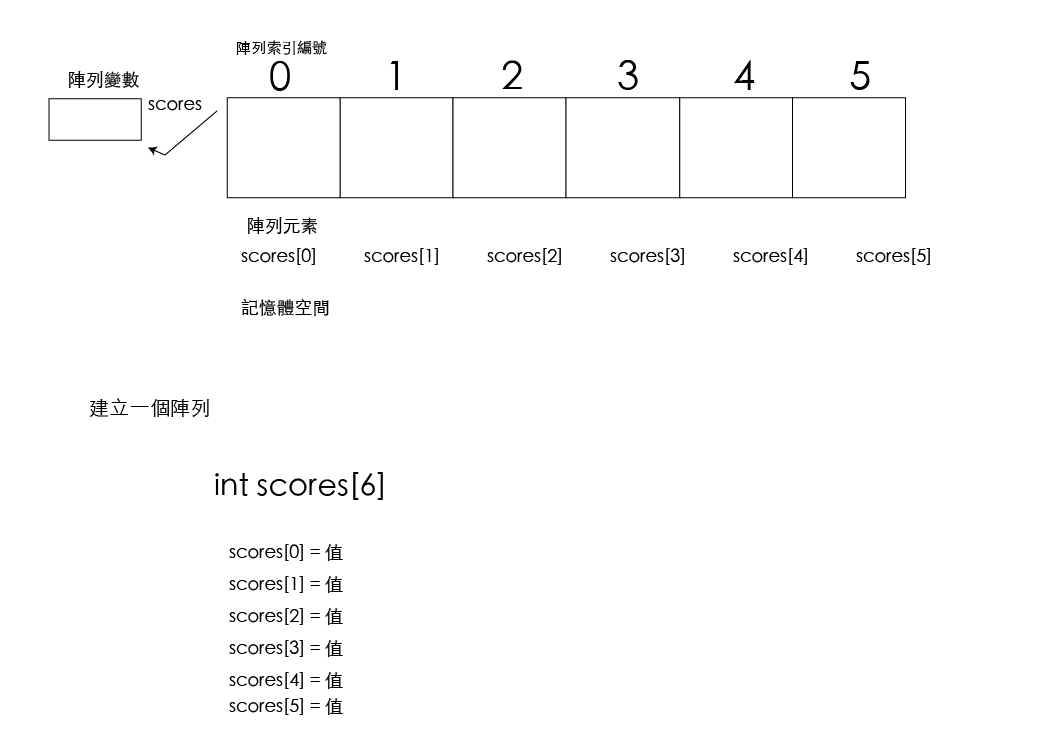 陣列索引編號
陣列變數
0 1 2 3 4 5
scores
陣列元素
scores[0] scores[1] scores[2] scores[3] scores[4] scores[5]
記憶體空間
建立一個陣列
int scores[6]
scores[0] = 值
scores[1] = 值
scores[2] = 值
scores[3] = 值
scores[4] = 值
scores[5] = 值